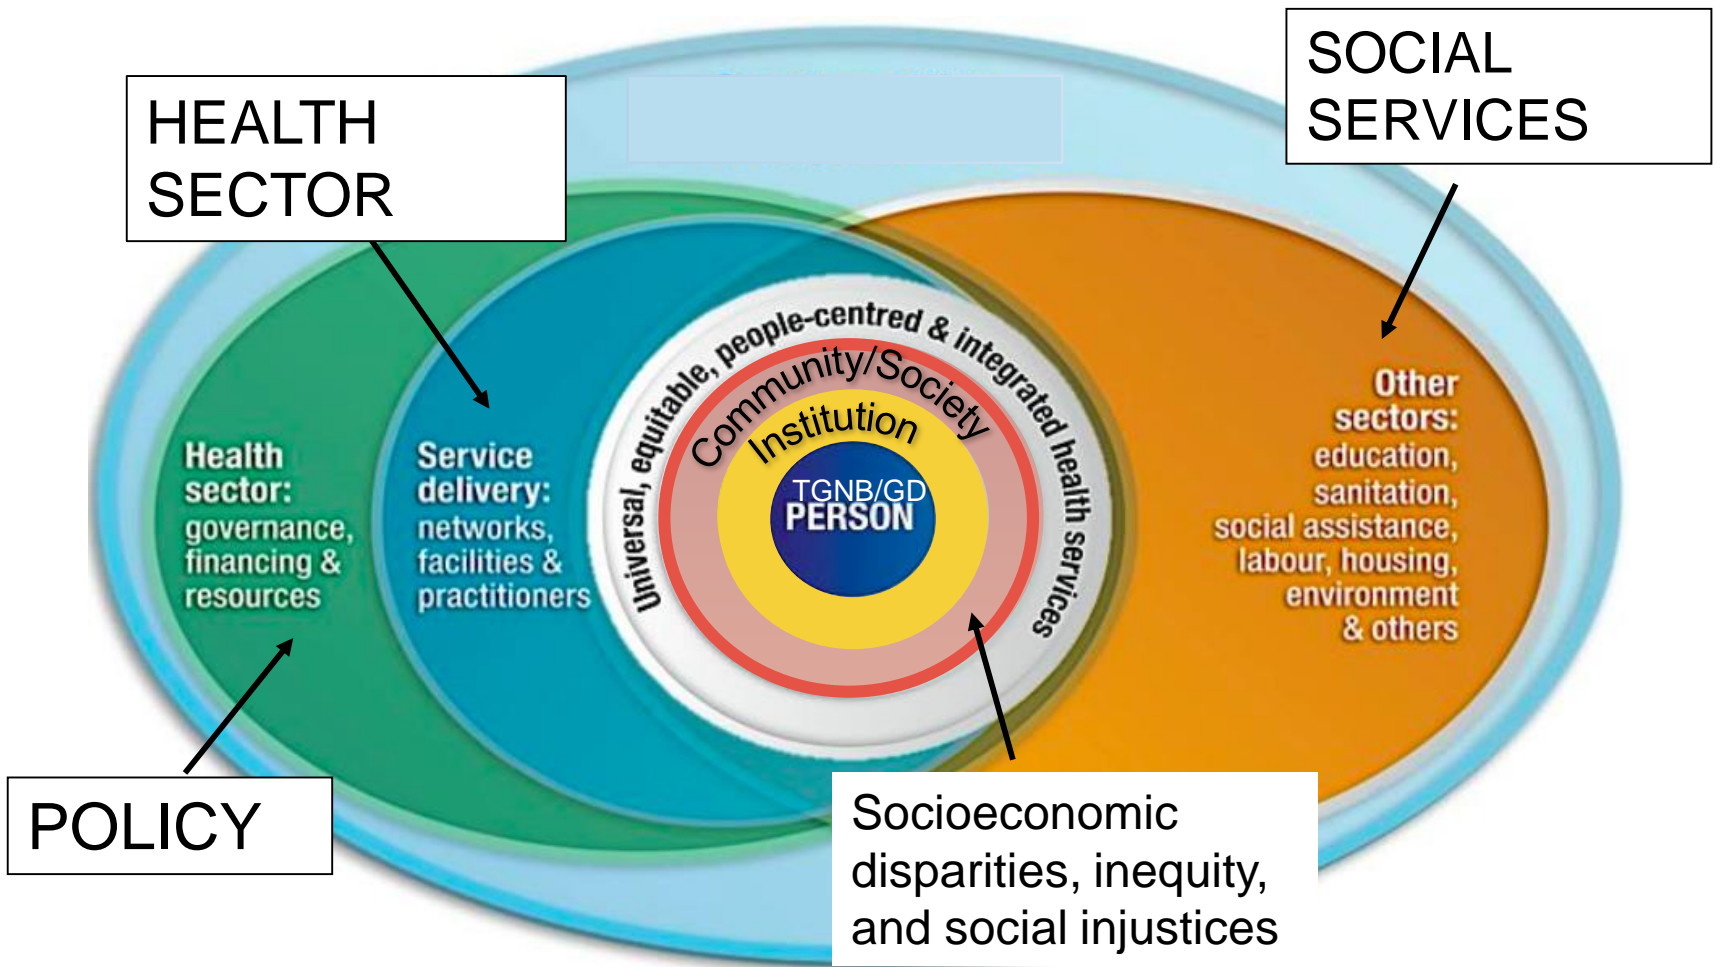 HEALTH
SECTOR
SOCIAL
SERVICES
Universal, equitable, people-centred & integrated health services
Community/Society
Institution
TGNB/GD
PERSON
Health
sector:
governance,
financing &
resources
Service
delivery:
networks,
facilities &
practitioners
Other
sectors:
education,
sanitation,
social assistance,
labour, housing,
environment
& others
POLICY
Socioeconomic
disparities, inequity,
and social injustices